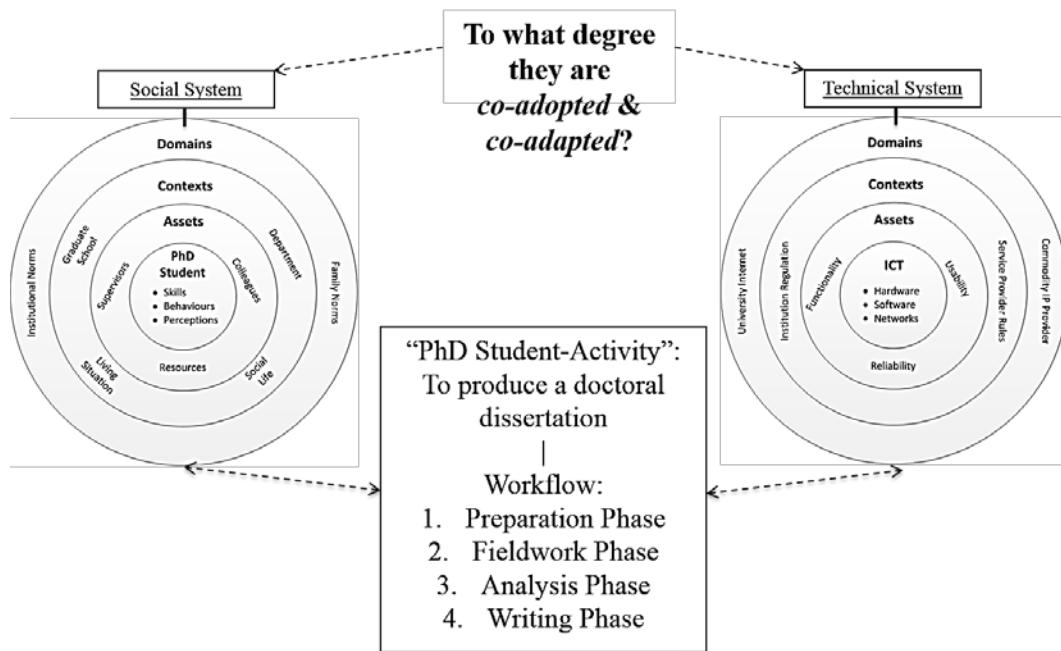 To what degree
they are
co-adopted &
co-adapted?
Social System
Domains
Contexts
Assets
PhD
Student
• Skills
• Behaviours
• Perceptions
Supervisors
Colleagues
Resources
Graduate
School
Department
Living
Situation
Social
Life
Institutional Norms
Family Norms
Technical System
Domains
Contexts
Assets
ICT
• Hardware
• Software
• Networks
Functionality
Usability
Reliability
Institution Regulation
Service Provider Rules
University Internet
Commodity IP Provider
“PhD Student-Activity”:
To produce a doctoral
dissertation
|
Workflow:
1. Preparation Phase
2. Fieldwork Phase
3. Analysis Phase
4. Writing Phase